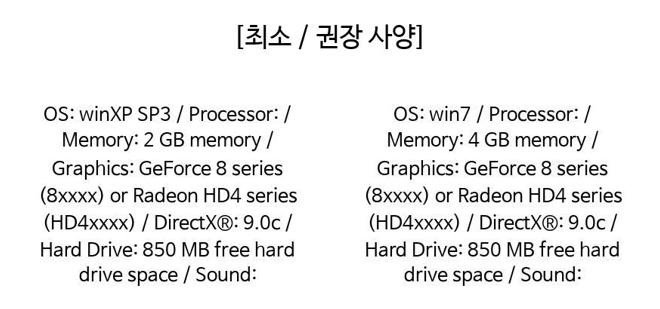 [최소 / 권장 사양]
OS: winXP SP3 / Processor: /
Memory: 2 GB memory /
Graphics: GeForce 8 series
(8xxxx) or Radeon HD4 series
(HD4xxxx) / DirectX®: 9.0c /
Hard Drive: 850 MB free hard
drive space / Sound:
OS: win7 / Processor: /
Memory: 4 GB memory /
Graphics: GeForce 8 series
(8xxxx) or Radeon HD4 series
(HD4xxxx) / DirectX®: 9.0c /
Hard Drive: 850 MB free hard
drive space / Sound: